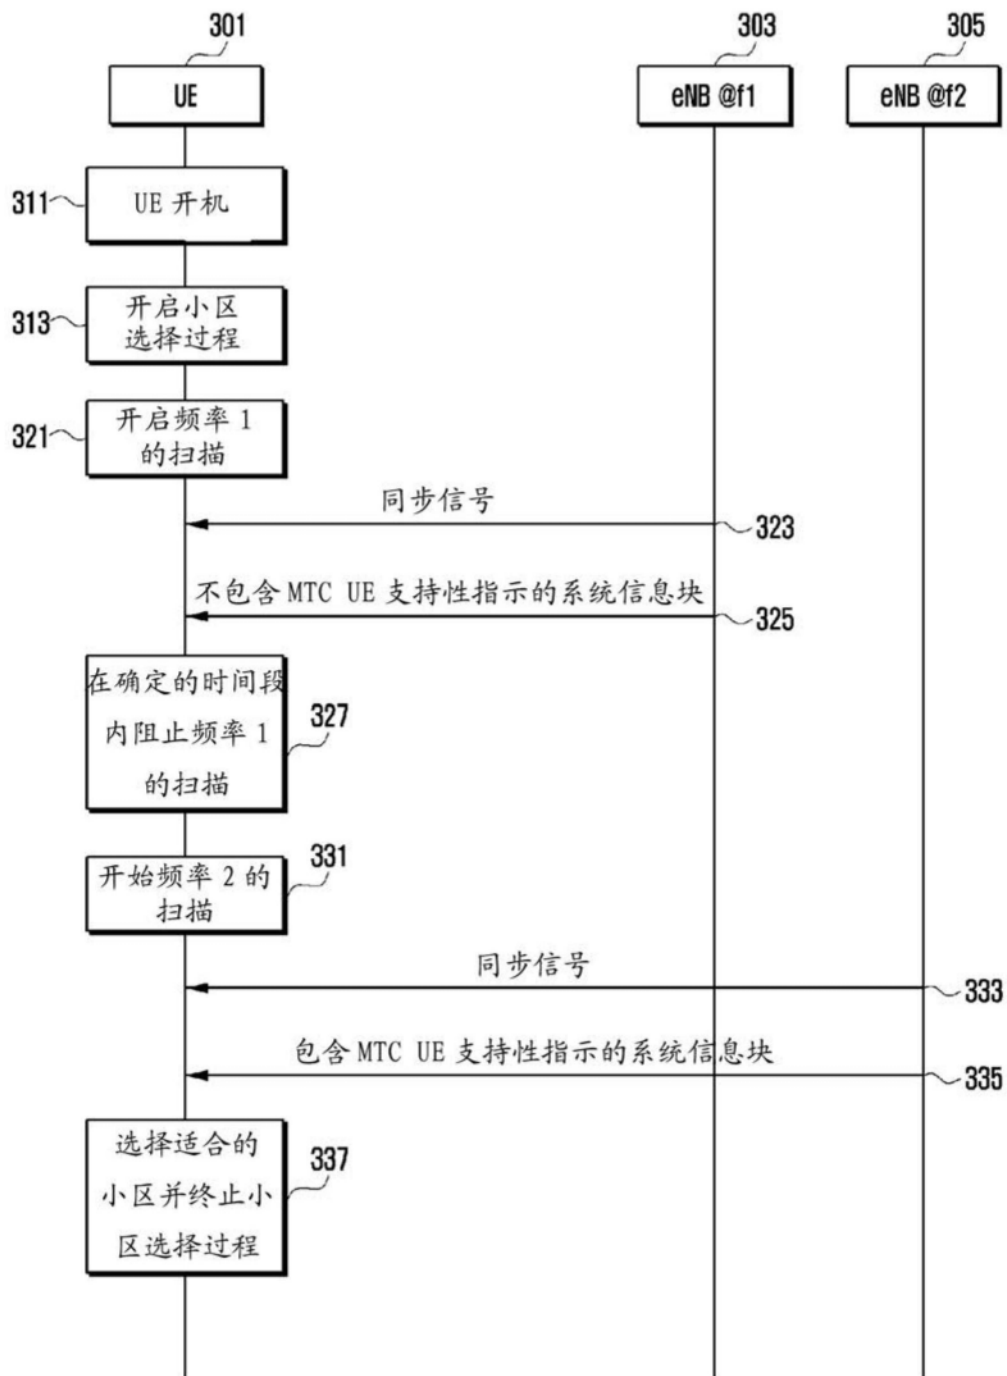 301
303
305
UE
eNB @f1
eNB @f2
311
UE 开机
313
开启小区
选择过程
321
开启频率 1
的扫描
同步信号
323
不包含 MTC UE 支持性指示的系统信息块
325
在确定的时间段
内阻止频率 1
的扫描
327
331
开始频率 2 的
扫描
同步信号
333
包含 MTC UE 支持性指示的系统信息块
335
选择适合的
小区并终止小
区选择过程
337